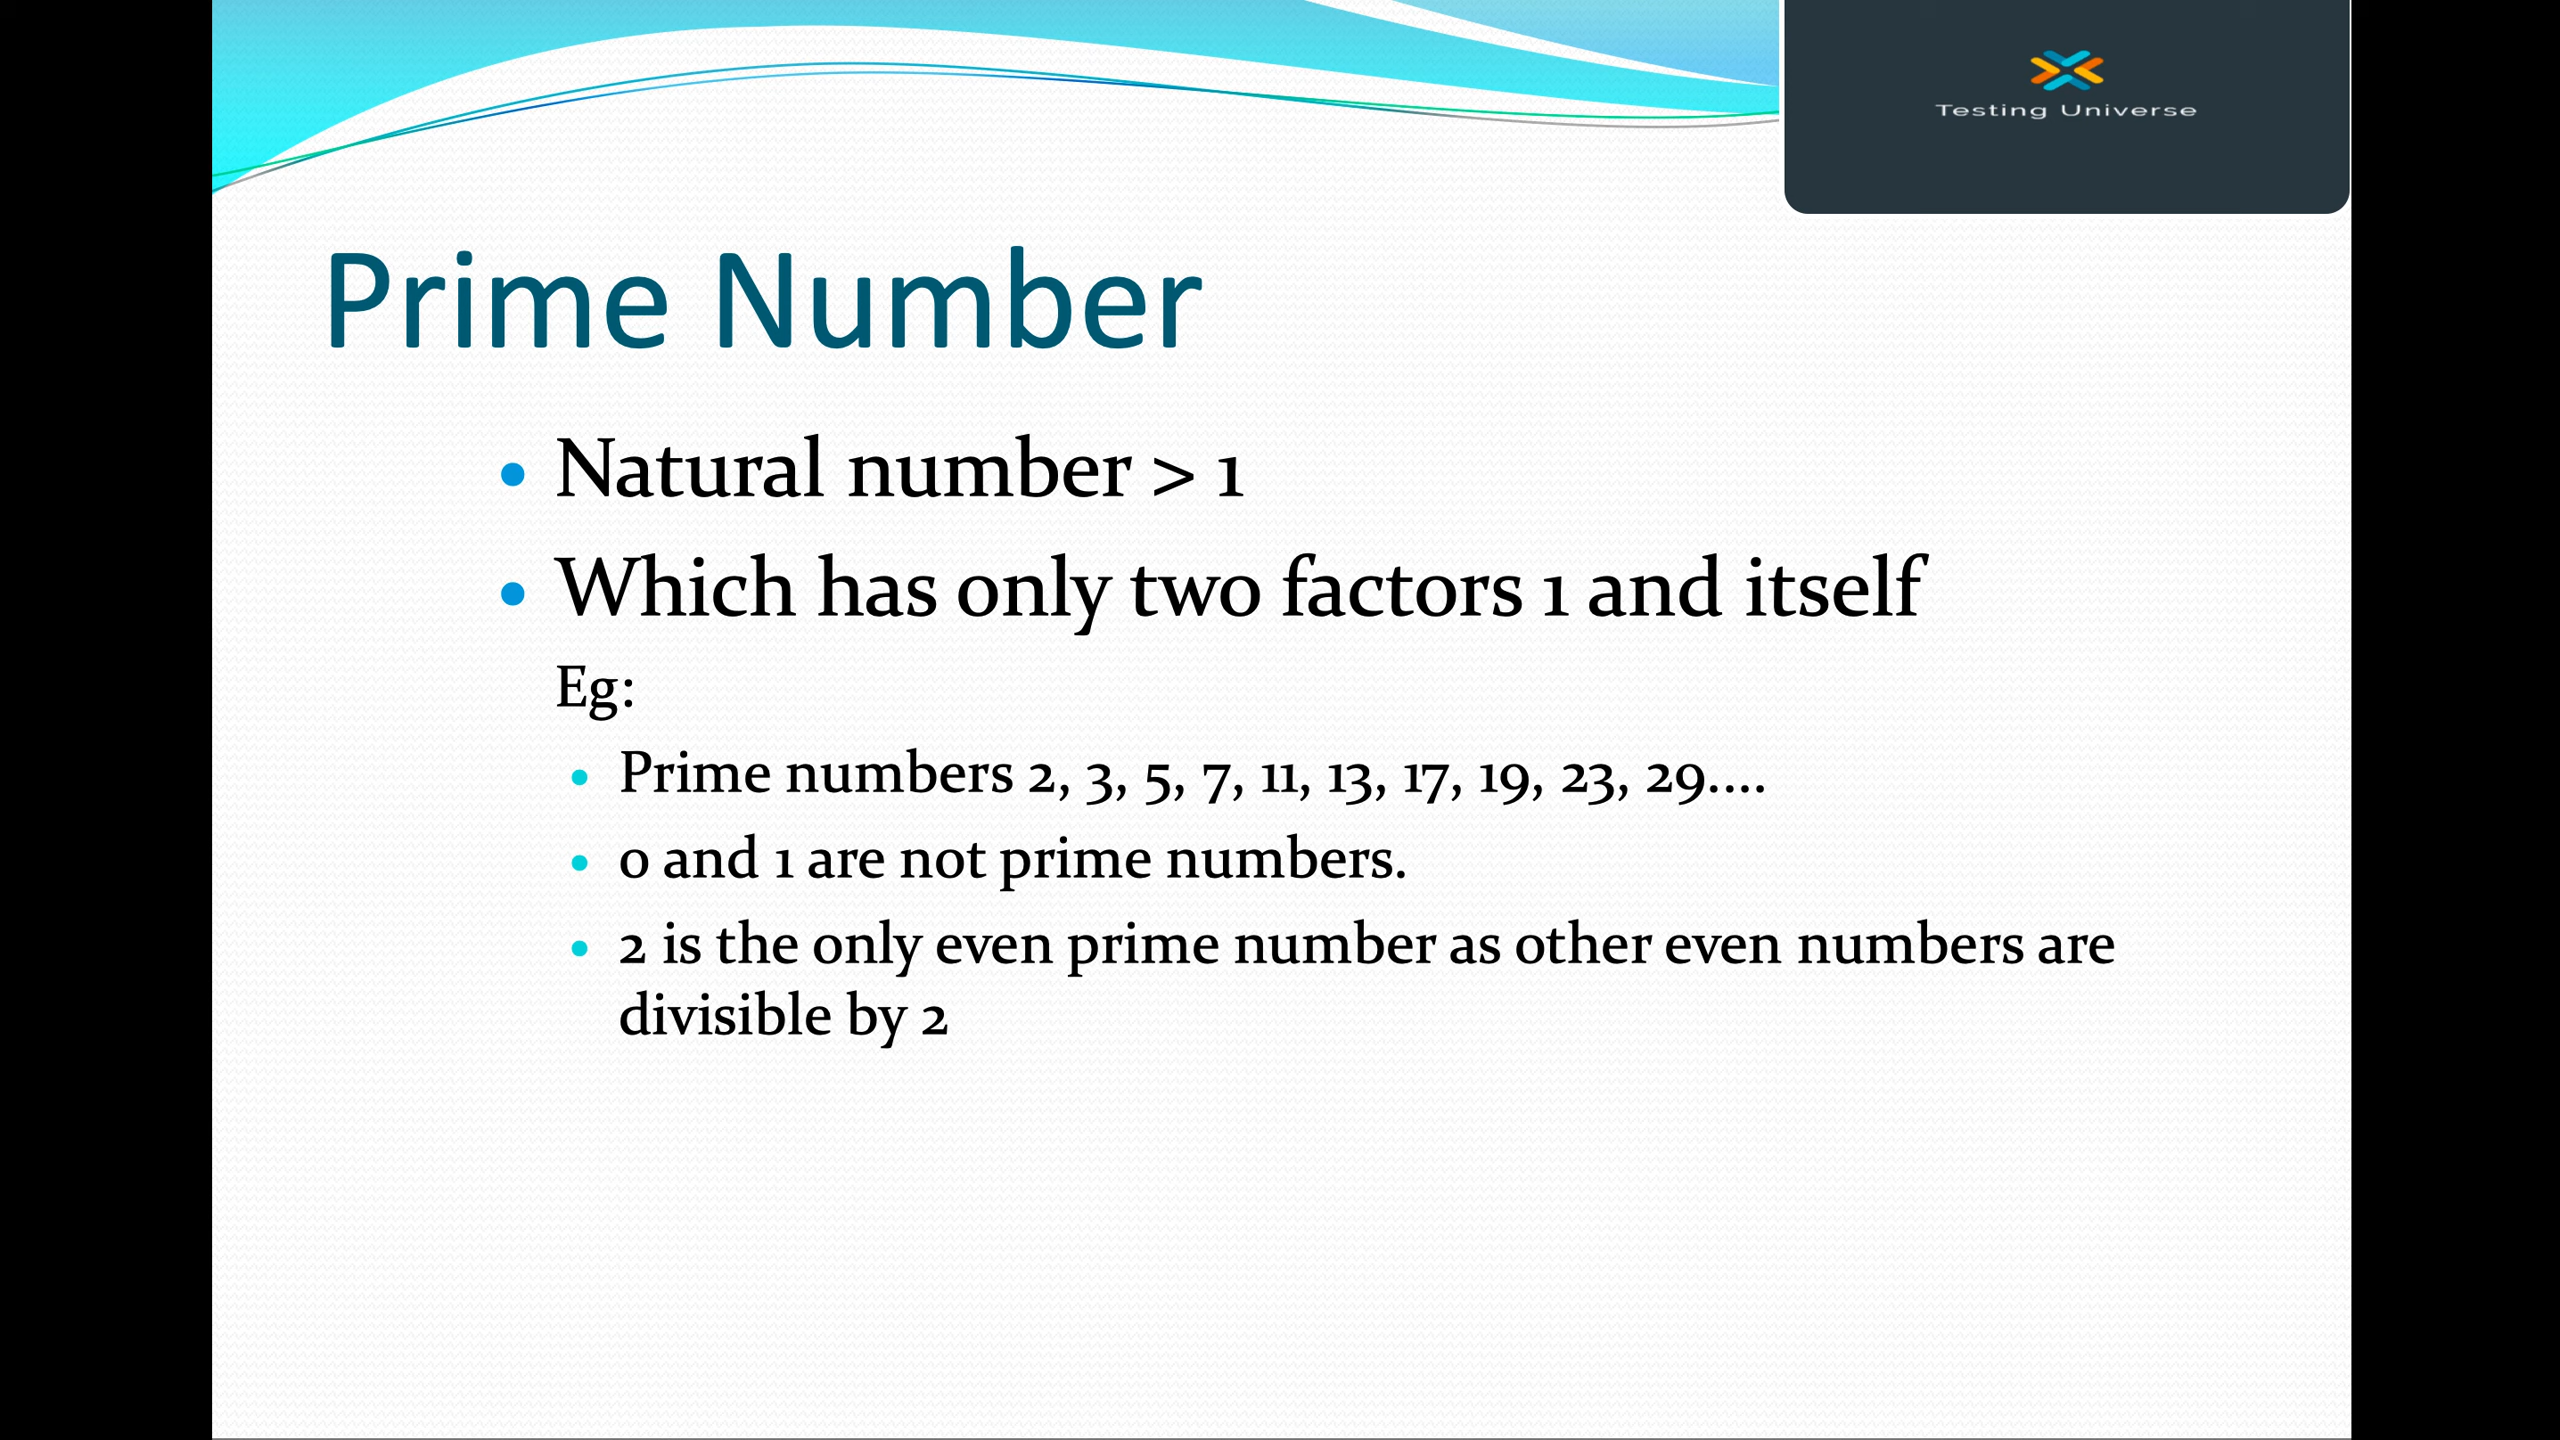 Testing Universe
Prime Number
• Natural number > 1
• Which has only two factors 1 and itself
Eg:
• Prime numbers 2, 3, 5, 7, 11, 13, 17, 19, 23, 29....
• 0 and 1 are not prime numbers.
• 2 is the only even prime number as other even numbers are
divisible by 2